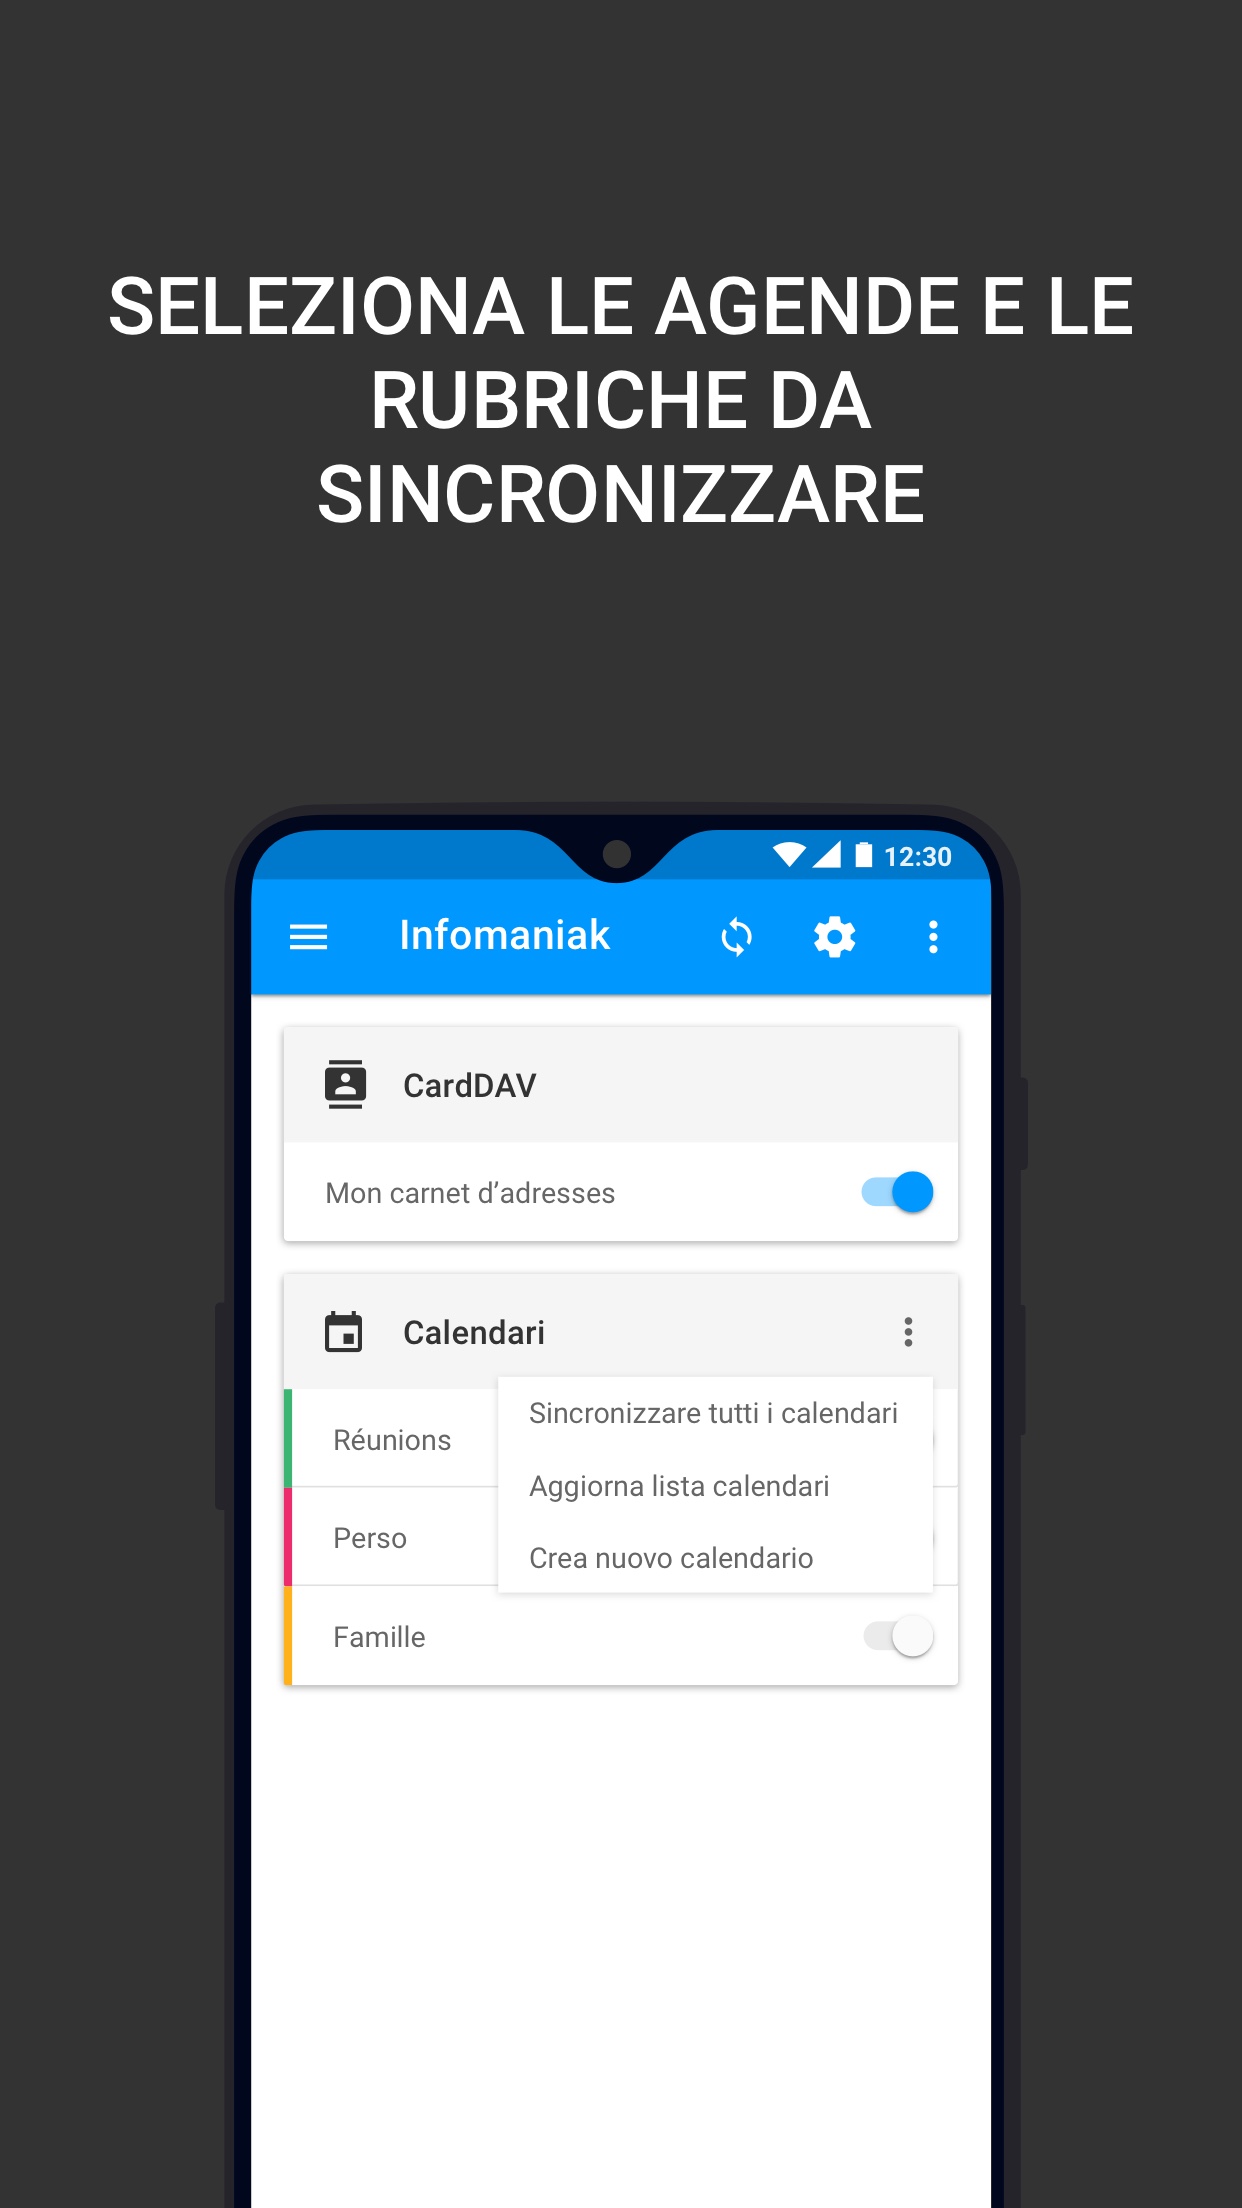 SELEZIONA LE AGENDE E LE
RUBRICHE DA
SINCRONIZZARE
12:30
Infomaniak
CardDAV
Mon carnet d’adresses
Calendari
Sincronizzare tutti i calendari
Réunions
Aggiorna lista calendari
Perso
Crea nuovo calendario
Famille